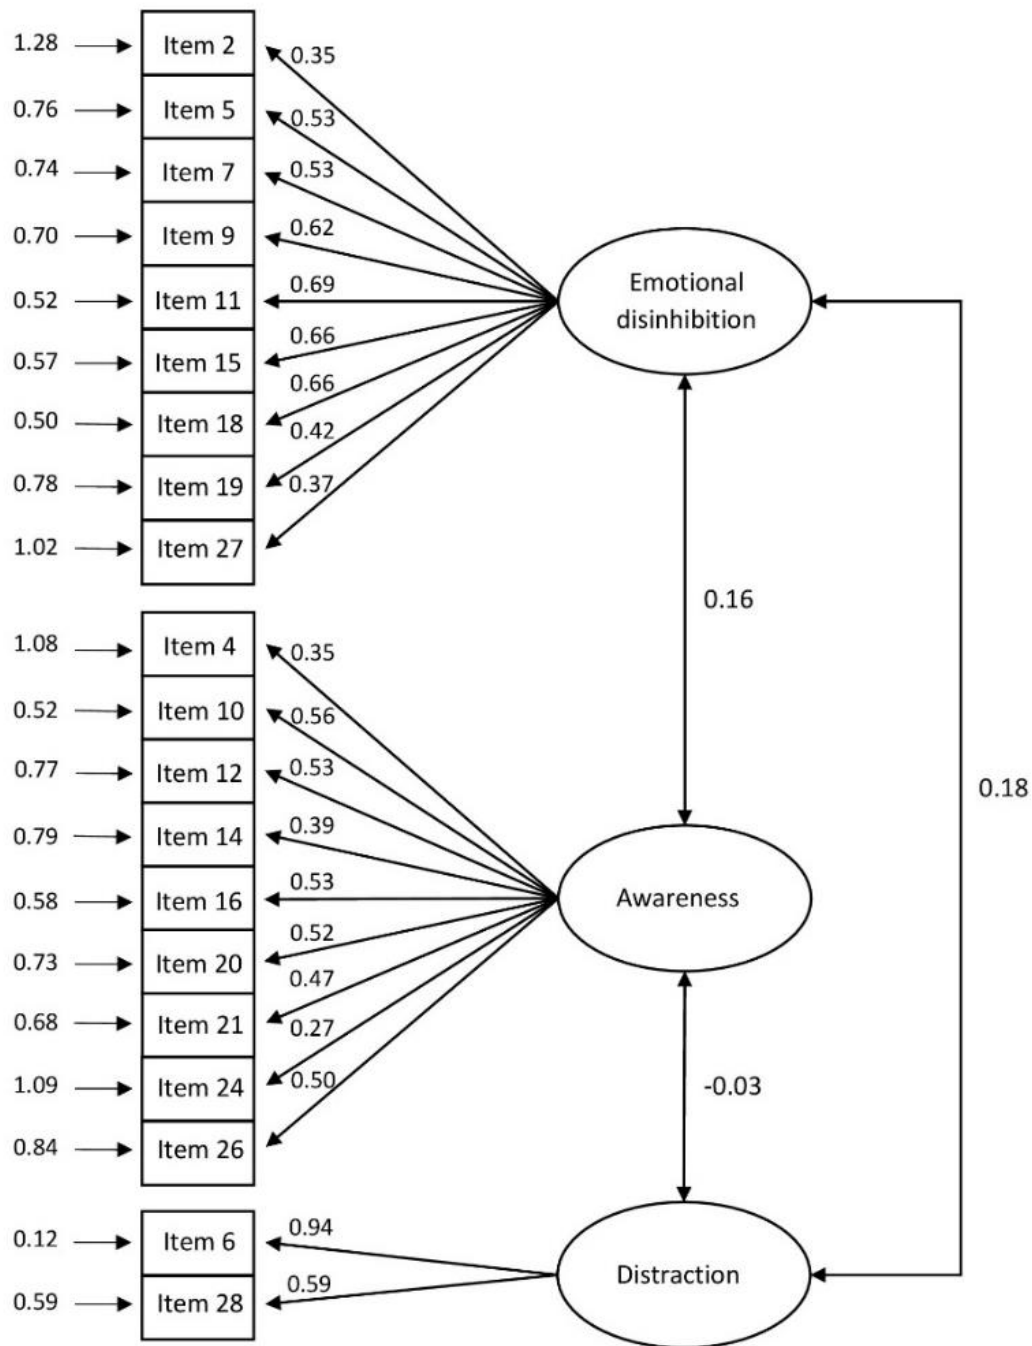 1.28 Item 2 0.35
0.76 Item 5 0.53
0.74 Item 7 0.53
0.70 Item 9 0.62
0.52 Item 11 0.69
0.57 Item 15 0.66
0.50 Item 18 0.66
0.78 Item 19 0.42
1.02 Item 27 0.37
Emotional
disinhibition
0.16
1.08 Item 4 0.35
0.52 Item 10 0.56
0.77 Item 12 0.53
0.79 Item 14 0.39
0.58 Item 16 0.53
0.73 Item 20 0.52
0.68 Item 21 0.47
1.09 Item 24 0.27
0.84 Item 26 0.50
Awareness
0.18
-0.03
0.12 Item 6 0.94
0.59 Item 28 0.59
Distraction